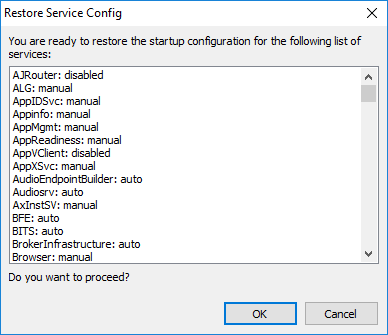 Restore Service Config
You are ready to restore the startup configuration for the following list of
services:
AJRouter: disabled
ALG: manual
AppIDSvc: manual
Appinfo: manual
AppMgmt: manual
AppReadiness: manual
AppVClient: disabled
AppXSvc: manual
AudioEndpointBuilder: auto
Audiosrv: auto
AxInstSV: manual
BFE: auto
BITS: auto
BrokerInfrastructure: auto
Browser: manual
Do you want to proceed?
OK
Cancel